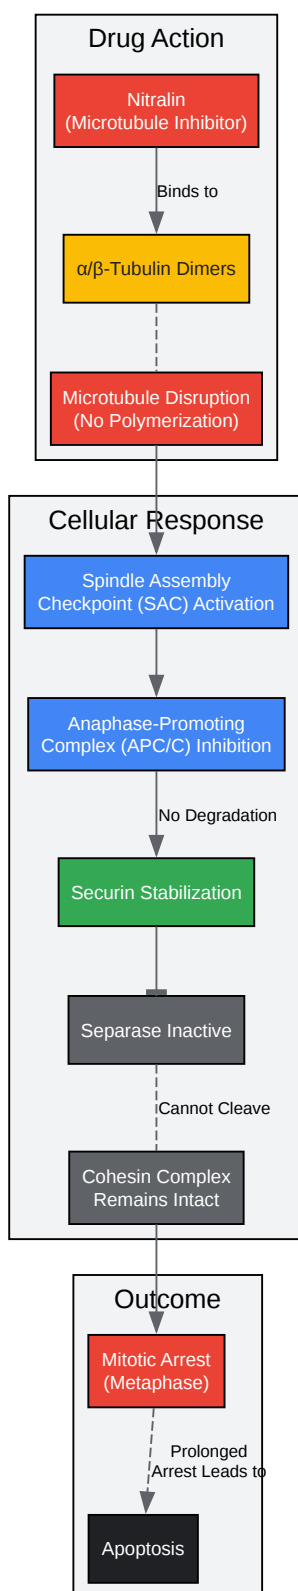 Drug Action
Nitralin
(Microtubule Inhibitor)
Binds to
α/β-Tubulin Dimers
Microtubule Disruption
(No Polymerization)
Cellular Response
Spindle Assembly
Checkpoint (SAC) Activation
Anaphase-Promoting
Complex (APC/C) Inhibition
No Degradation
Securin Stabilization
Separase Inactive
Cannot Cleave
Cohesin Complex
Remains Intact
Outcome
Mitotic Arrest
(Metaphase)
Prolonged
Arrest Leads to
Apoptosis